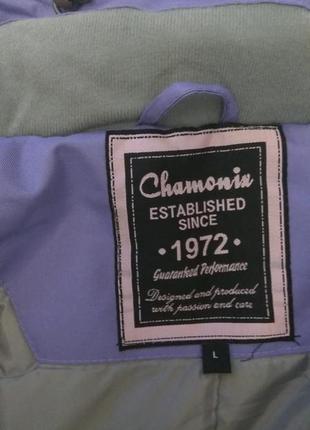 Chamonix
ESTABLISHED
SINCE
• 1972 •
Guaranteed Performance
Designed and produced
with passion and care
L